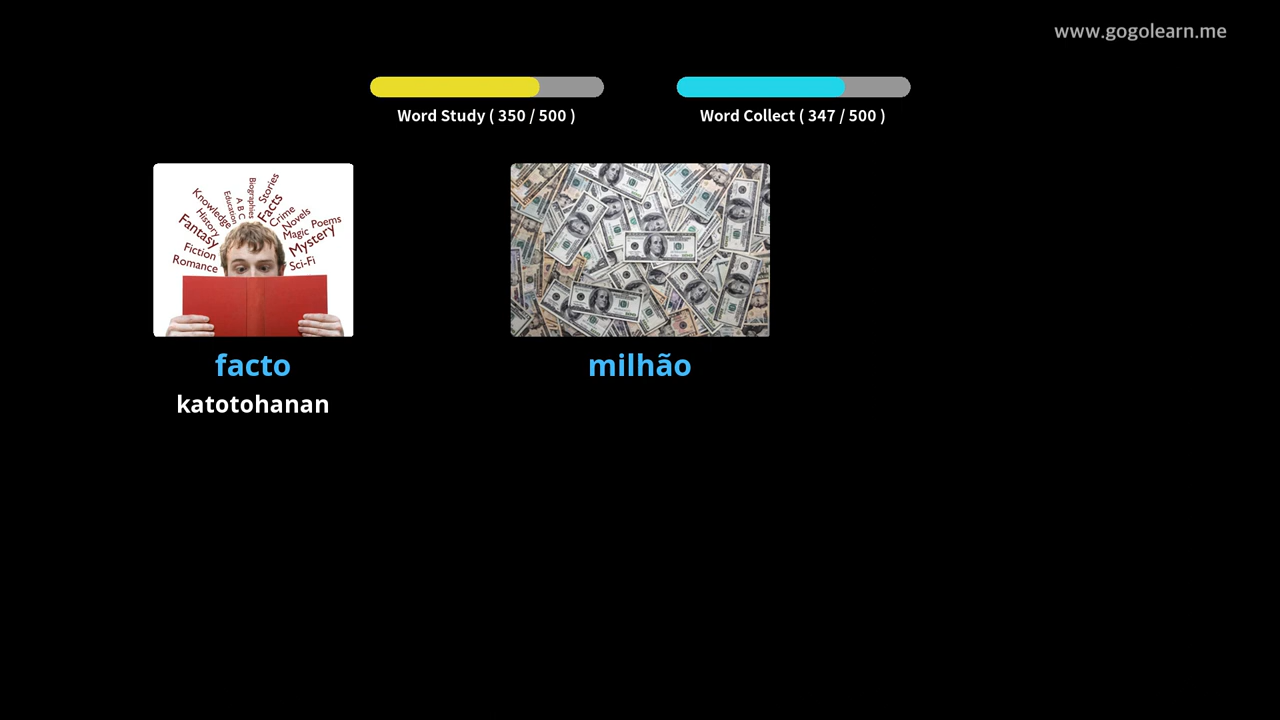 www.gogolearn.me
Word Study ( 350 / 500 )
Word Collect ( 347 / 500 )
Knowledge
History
Fantasy
Fiction
Romance
Education
A B C
Biographies
Stories
Facts
Crime
Novels
Magic
Poems
Mystery
Sci-Fi
facto
milhão
katotohanan